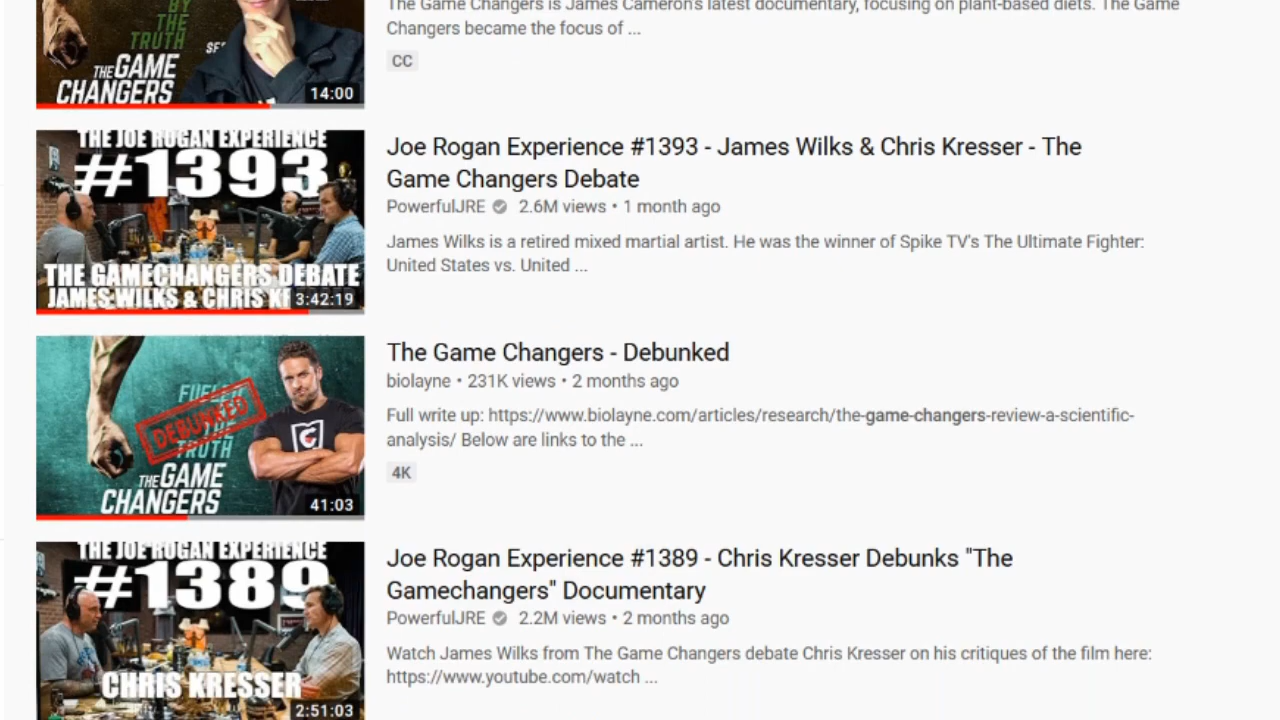 The Game Changers is James Cameron's latest documentary, focusing on plant-based diets. The Game
Changers became the focus of ...
CC
BY
THE
TRUTH
THE GAME
CHANGERS
14:00
THE JOE ROGAN EXPERIENCE
#1393
THE GAMECHANGERS DEBATE
JAMES WILKS & CHRIS
3:42:19
Joe Rogan Experience #1393 - James Wilks & Chris Kresser - The
Game Changers Debate
PowerfulJRE 2.6M views • 1 month ago
James Wilks is a retired mixed martial artist. He was the winner of Spike TV's The Ultimate Fighter:
United States vs. United ...
DEBUNKED
TRUTH
THE GAME
CHANGERS
41:03
The Game Changers - Debunked
biolayne • 231K views • 2 months ago
Full write up: https://www.biolayne.com/articles/research/the-game-changers-review-a-scientific-
analysis/ Below are links to the ...
4K
THE JOE ROGAN EXPERIENCE
#1389
CHRIS KRESSER
2:51:03
Joe Rogan Experience #1389 - Chris Kresser Debunks "The
Gamechangers" Documentary
PowerfulJRE 2.2M views • 2 months ago
Watch James Wilks from The Game Changers debate Chris Kresser on his critiques of the film here:
https://www.youtube.com/watch ...